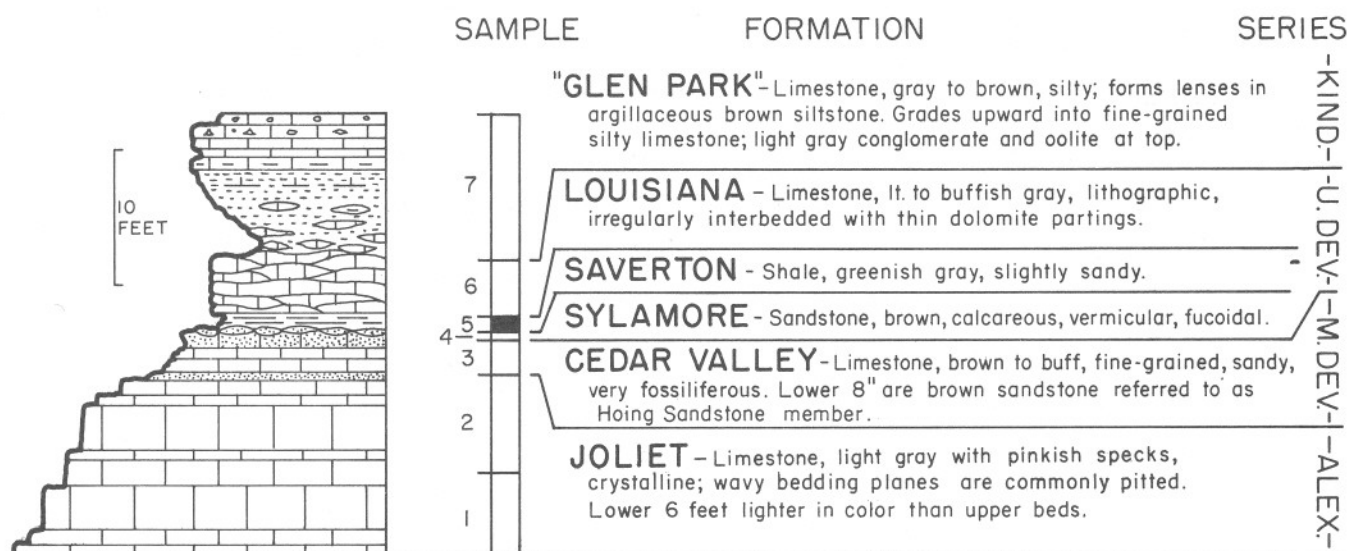 SAMPLE FORMATION SERIES
"GLEN PARK" - Limestone, gray to brown, silty; forms lenses in
argillaceous brown siltstone. Grades upward into fine-grained
silty limestone; light gray conglomerate and oolite at top.
LOUISIANA - Limestone, lt. to buffish gray, lithographic,
irregularly interbedded with thin dolomite partings.
SAVERTON - Shale, greenish gray, slightly sandy.
SYLAMORE - Sandstone, brown, calcareous, vermicular, fucoidal.
CEDAR VALLEY - Limestone, brown to buff, fine-grained, sandy,
very fossiliferous. Lower 8" are brown sandstone referred to as
Hoing Sandstone member.
JOLIET - Limestone, light gray with pinkish specks,
crystalline; wavy bedding planes are commonly pitted.
Lower 6 feet lighter in color than upper beds.
10
FEET
7
6
5
4
3
2
1
-KIND.-
-U. DEV.-
-M. DEV.-
-ALEX.-